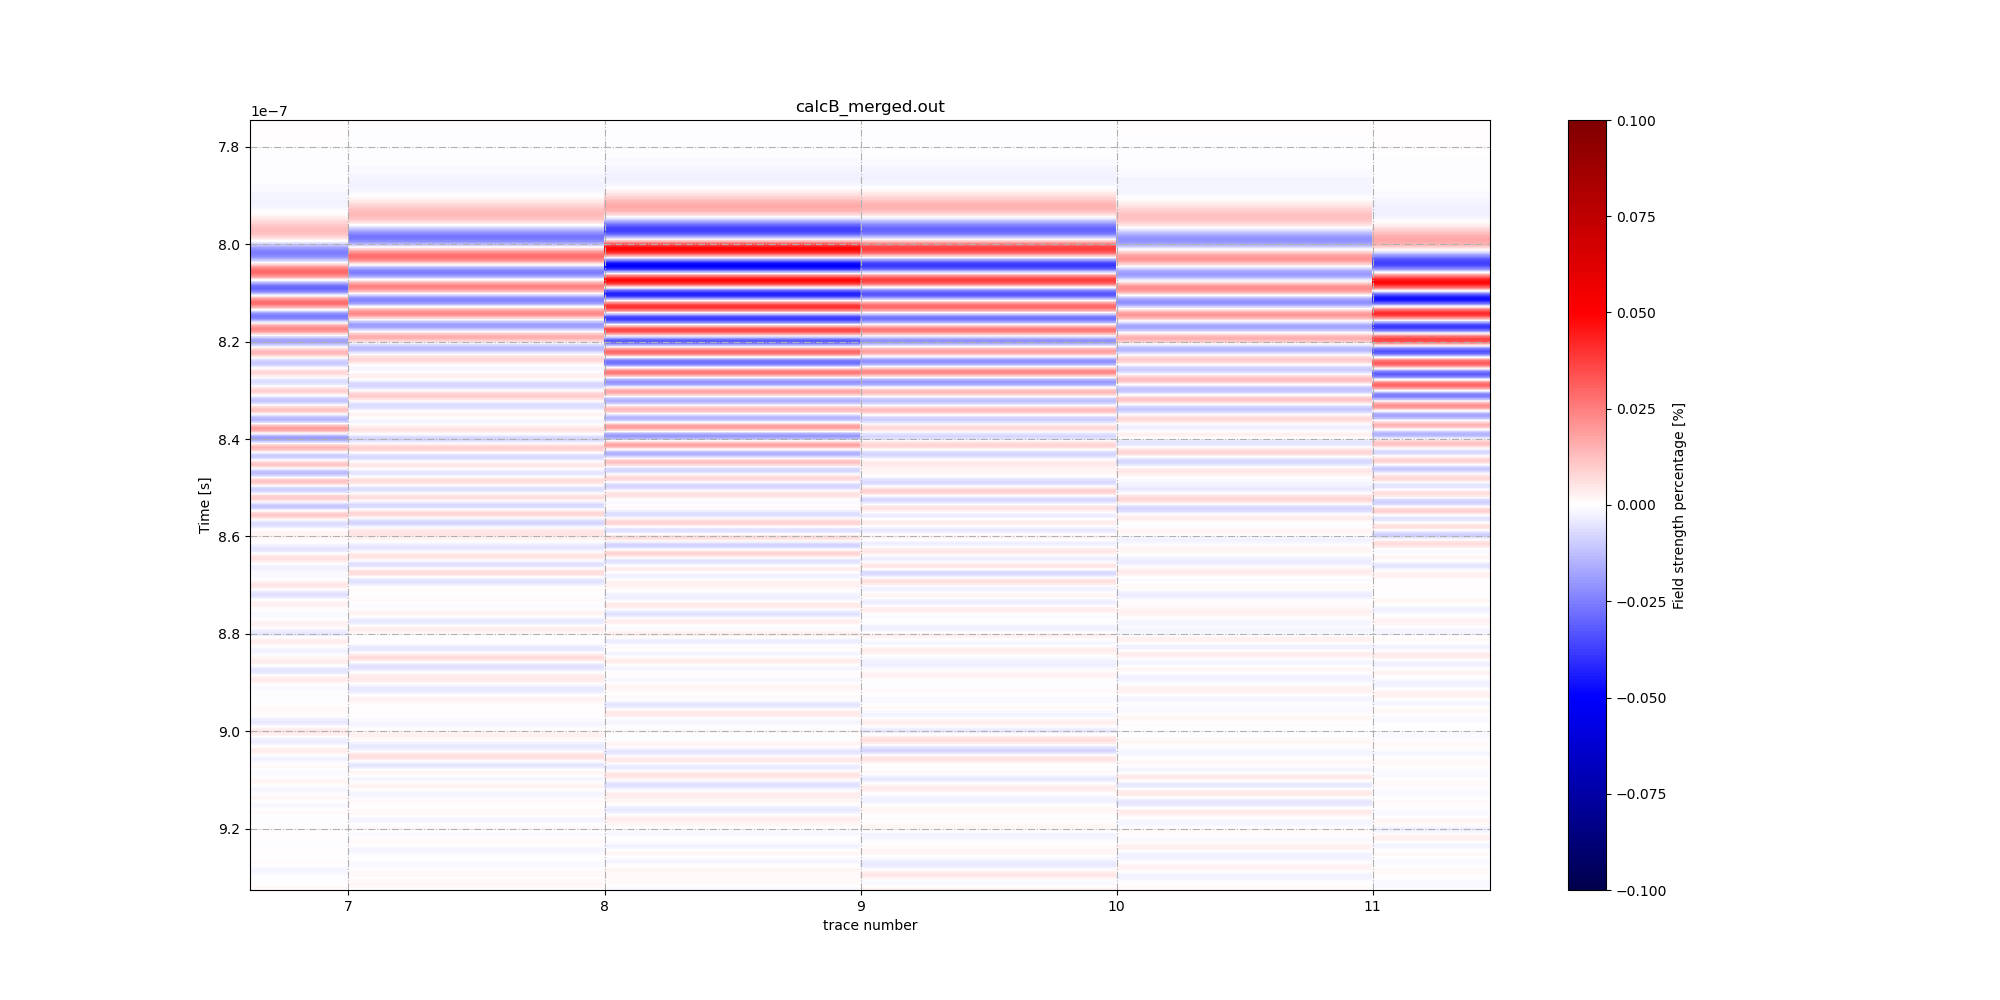 calcB_merged.out
1e−7
7.8
8.0
8.2
8.4
8.6
8.8
9.0
9.2
Time [s]
7 8 9 10 11
trace number
0.100
0.075
0.050
0.025
0.000
−0.025
−0.050
−0.075
−0.100
Field strength percentage [%]